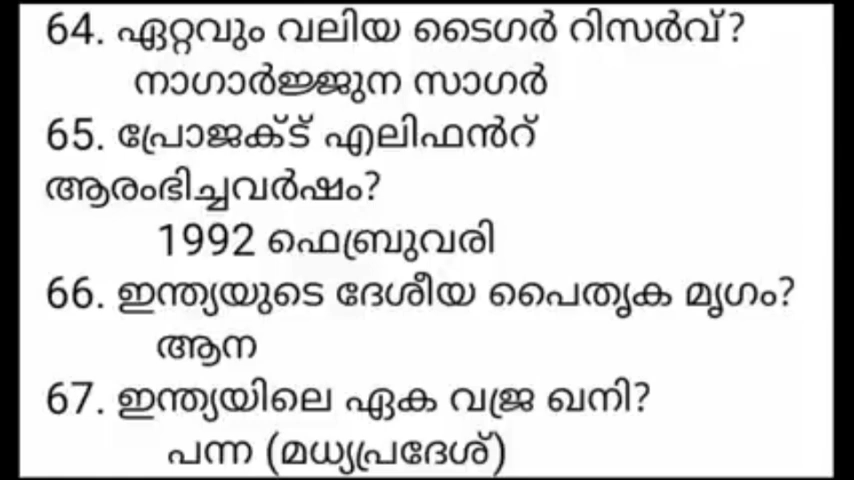 64. ഏറ്റവും വലിയ ടൈഗർ റിസർവ്?
നാഗാർജ്ജുന സാഗർ
65. പ്രോജക്ട് എലിഫൻറ്
ആരംഭിച്ചവർഷം?
1992 ഫെബ്രുവരി
66. ഇന്ത്യയുടെ ദേശീയ പൈതൃക മൃഗം?
ആന
67. ഇന്ത്യയിലെ ഏക വജ്ര ഖനി?
പന്ന (മധ്യപ്രദേശ്)